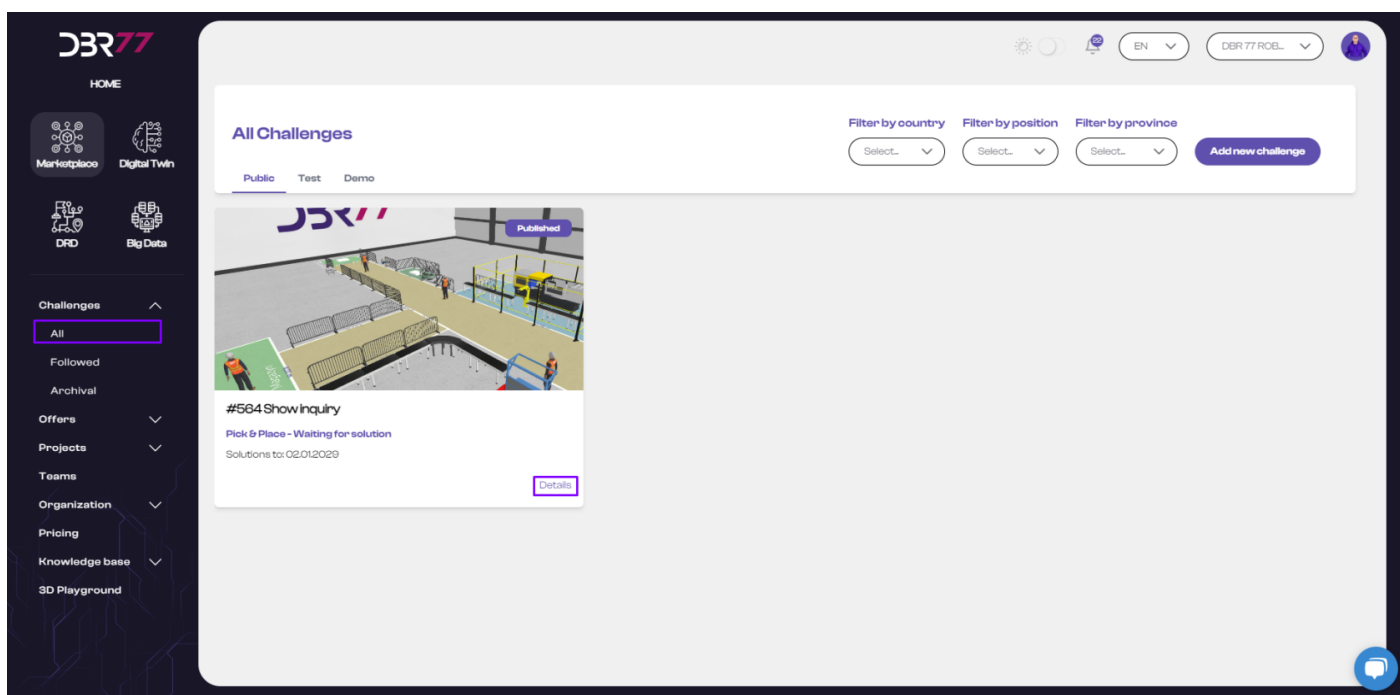 DBR77
HOME
Marketplace
Digital Twin
DRD
Big Data
Challenges
All
Followed
Archival
Offers
Projects
Teams
Organization
Pricing
Knowledge base
3D Playground
22
EN
DBR 77 ROB...
All Challenges
Filter by country
Filter by position
Filter by province
Select...
Select...
Select...
Add new challenge
Public
Test
Demo
DBR77
Published
#564 Show inquiry
Pick & Place - Waiting for solution
Solutions to: 02.01.2029
Details